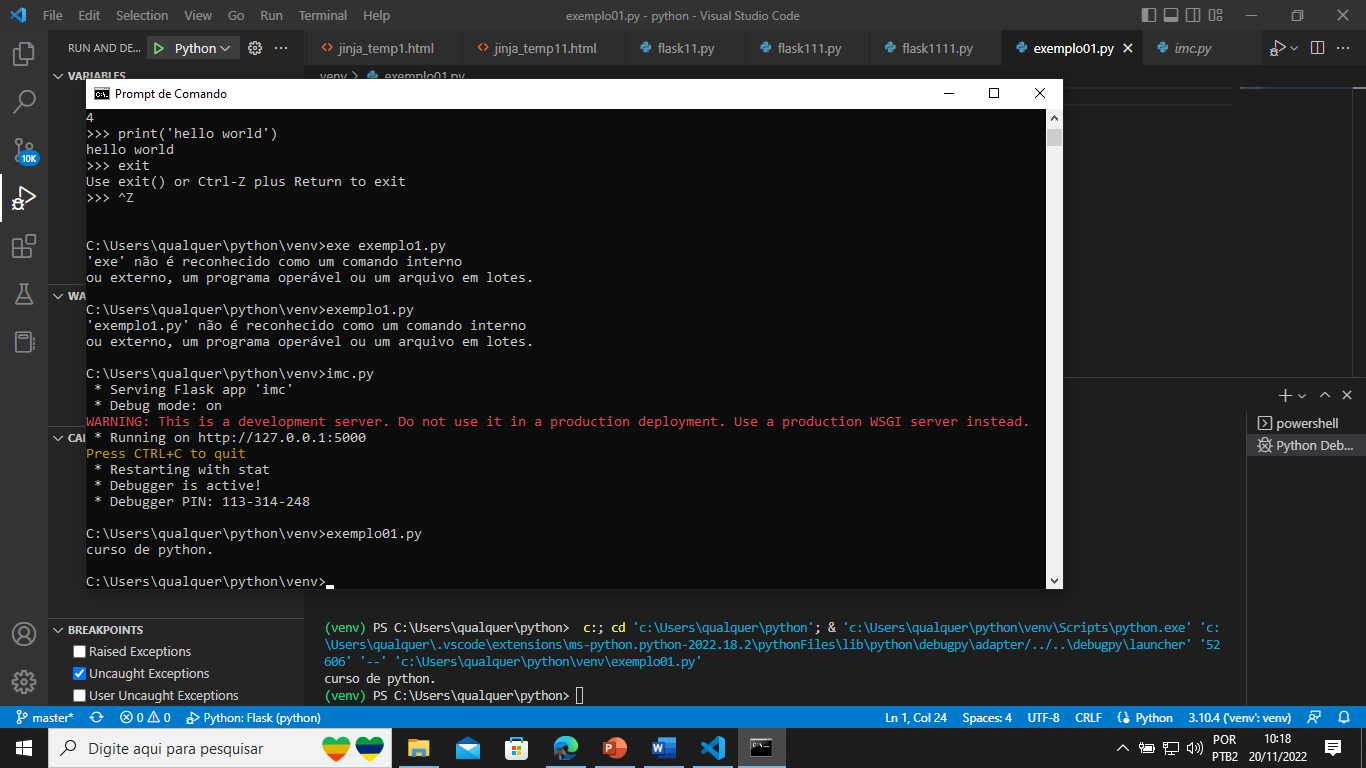 File Edit Selection View Go Run Terminal Help
exemplo01.py - python - Visual Studio Code
RUN AND DE... Python
jinja_temp1.html jinja_temp11.html flask11.py flask111.py flask1111.py exemplo01.py imc.py
VARIABLES
venv > exemplo01.py
Prompt de Comando
4
>>> print('hello world')
hello world
>>> exit
Use exit() or Ctrl-Z plus Return to exit
>>> ^Z
C:\Users\qualquer\python\venv>exe exemplo1.py
'exe' não é reconhecido como um comando interno
ou externo, um programa operável ou um arquivo em lotes.
C:\Users\qualquer\python\venv>exemplo1.py
'exemplo1.py' não é reconhecido como um comando interno
ou externo, um programa operável ou um arquivo em lotes.
C:\Users\qualquer\python\venv>imc.py
* Serving Flask app 'imc'
* Debug mode: on
WARNING: This is a development server. Do not use it in a production deployment. Use a production WSGI server instead.
* Running on http://127.0.0.1:5000
Press CTRL+C to quit
* Restarting with stat
* Debugger is active!
* Debugger PIN: 113-314-248
C:\Users\qualquer\python\venv>exemplo01.py
curso de python.
C:\Users\qualquer\python\venv>
10K
WA
CAL
powershell
Python Deb...
BREAKPOINTS
Raised Exceptions
Uncaught Exceptions
User Uncaught Exceptions
(venv) PS C:\Users\qualquer\python>  c:; cd 'c:\Users\qualquer\python'; & 'c:\Users\qualquer\python\venv\Scripts\python.exe' 'c:
\Users\qualquer\.vscode\extensions\ms-python.python-2022.18.2\pythonFiles\lib\python\debugpy\adapter/../..\debugpy\launcher' '52
606' '--' 'c:\Users\qualquer\python\venv\exemplo01.py'
curso de python.
(venv) PS C:\Users\qualquer\python>
master* 0 0 Python: Flask (python) Ln 1, Col 24 Spaces: 4 UTF-8 CRLF Python 3.10.4 ('venv': venv)
Digite aqui para pesquisar
POR
PTB2
10:18
20/11/2022